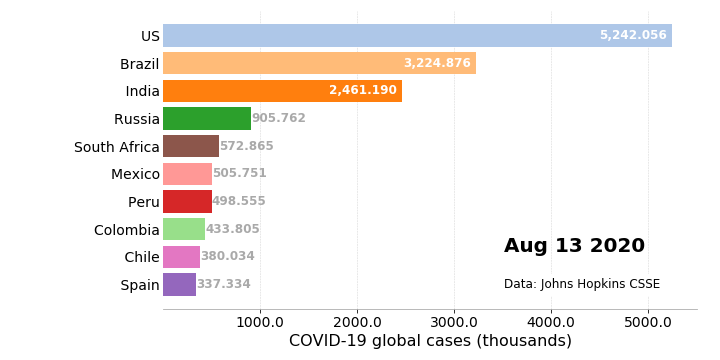 US 5,242.056
Brazil 3,224.876
India 2,461.190
Russia 905.762
South Africa 572.865
Mexico 505.751
Peru 498.555
Colombia 433.805
Chile 380.034
Spain 337.334
Aug 13 2020
Data: Johns Hopkins CSSE
1000.0 2000.0 3000.0 4000.0 5000.0
COVID-19 global cases (thousands)